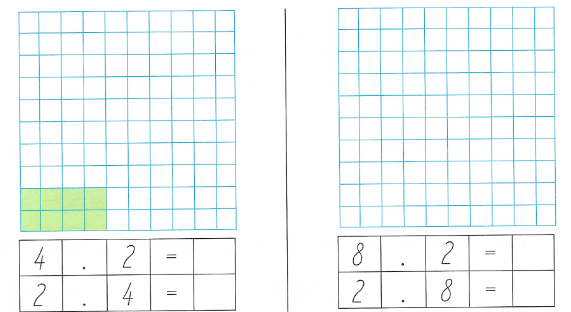 4 . 2 =
2 . 4 =
8 . 2 =
2 . 8 =